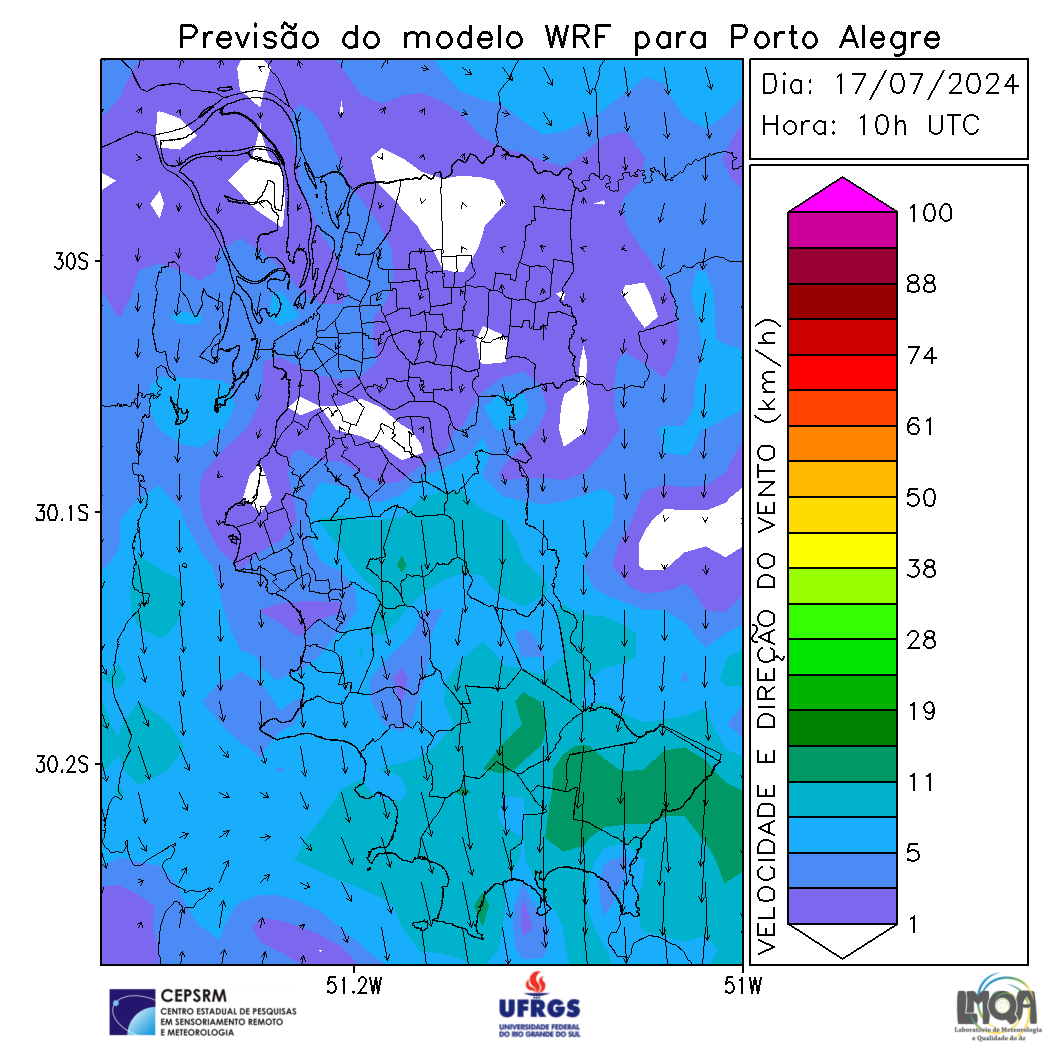 Previsão do modelo WRF para Porto Alegre
Dia: 17/07/2024
Hora: 10h UTC
30S
30.1S
30.2S
51.2W
51W
VELOCIDADE E DIREÇÃO DO VENTO (km/h)
100
88
74
61
50
38
28
19
11
5
1
CEPSRM
CENTRO ESTADUAL DE PESQUISAS
EM SENSORIAMENTO REMOTO
E METEOROLOGIA
UFRGS
UNIVERSIDADE FEDERAL
DO RIO GRANDE DO SUL
LMQA
Laboratório de Meteorologia
e Qualidade do Ar